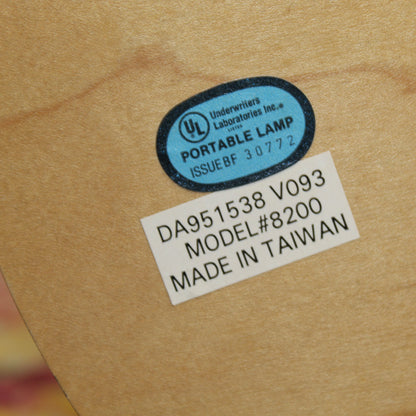 UL
Underwriters
Laboratories Inc.®
LISTED
PORTABLE LAMP
ISSUE BF 30772
DA951538 V093
MODEL#8200
MADE IN TAIWAN